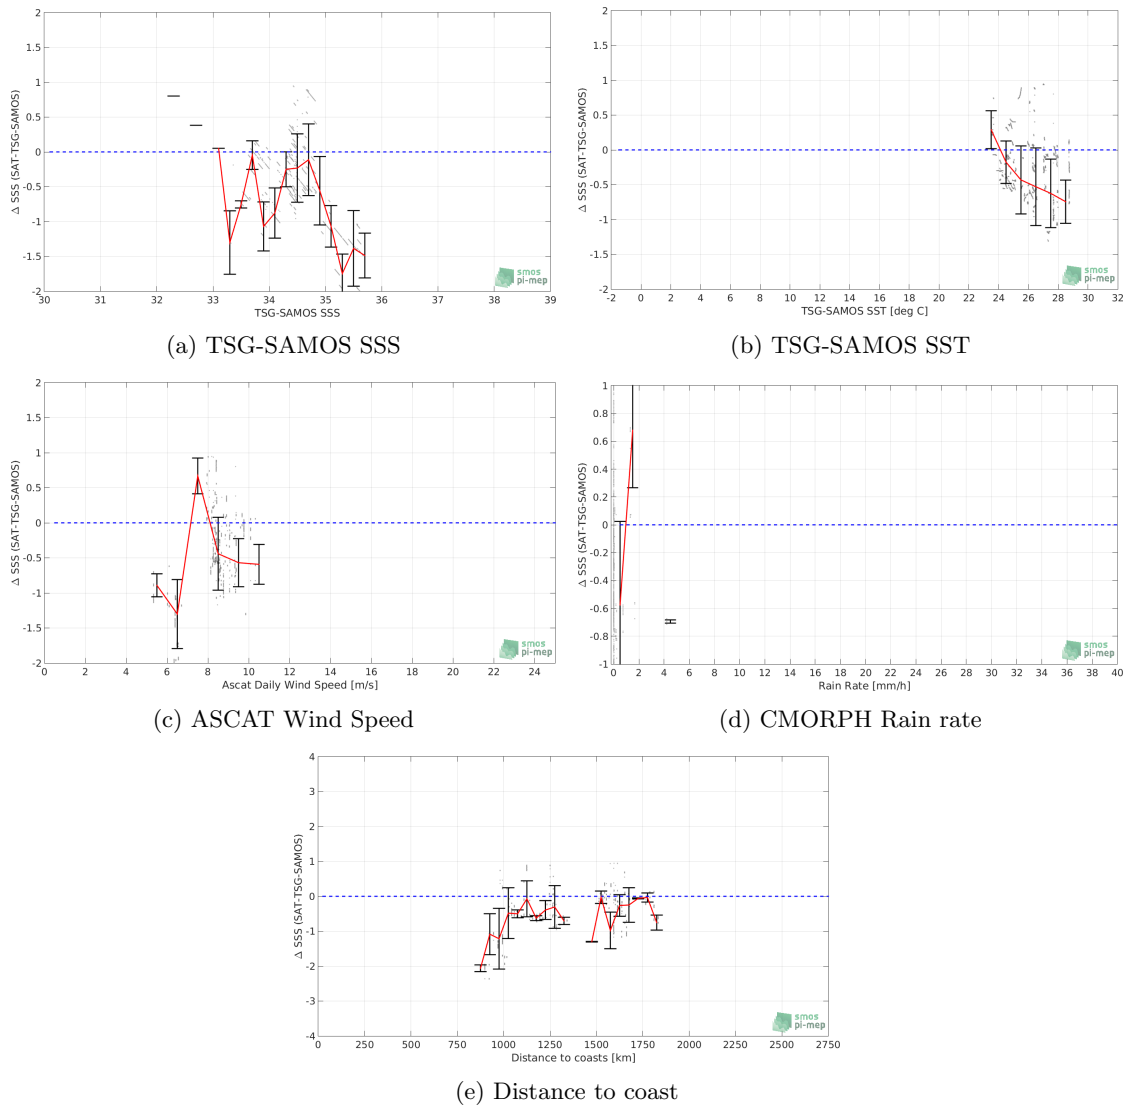 2
1.5
1
0.5
0
-0.5
-1
-1.5
-2
Δ SSS (SAT-TSG-SAMOS)
30 31 32 33 34 35 36 37 38 39
TSG-SAMOS SSS
smos
pi-mep
(a) TSG-SAMOS SSS
2
1.5
1
0.5
0
-0.5
-1
-1.5
-2
Δ SSS (SAT-TSG-SAMOS)
-2 0 2 4 6 8 10 12 14 16 18 20 22 24 26 28 30 32
TSG-SAMOS SST [deg C]
smos
pi-mep
(b) TSG-SAMOS SST
2
1.5
1
0.5
0
-0.5
-1
-1.5
-2
Δ SSS (SAT-TSG-SAMOS)
0 2 4 6 8 10 12 14 16 18 20 22 24
Ascat Daily Wind Speed [m/s]
smos
pi-mep
(c) ASCAT Wind Speed
1
0.8
0.6
0.4
0.2
0
-0.2
-0.4
-0.6
-0.8
-1
Δ SSS (SAT-TSG-SAMOS)
0 2 4 6 8 10 12 14 16 18 20 22 24 26 28 30 32 34 36 38 40
Rain Rate [mm/h]
smos
pi-mep
(d) CMORPH Rain rate
4
3
2
1
0
-1
-2
-3
-4
Δ SSS (SAT-TSG-SAMOS)
0 250 500 750 1000 1250 1500 1750 2000 2250 2500 2750
Distance to coasts [km]
smos
pi-mep
(e) Distance to coast